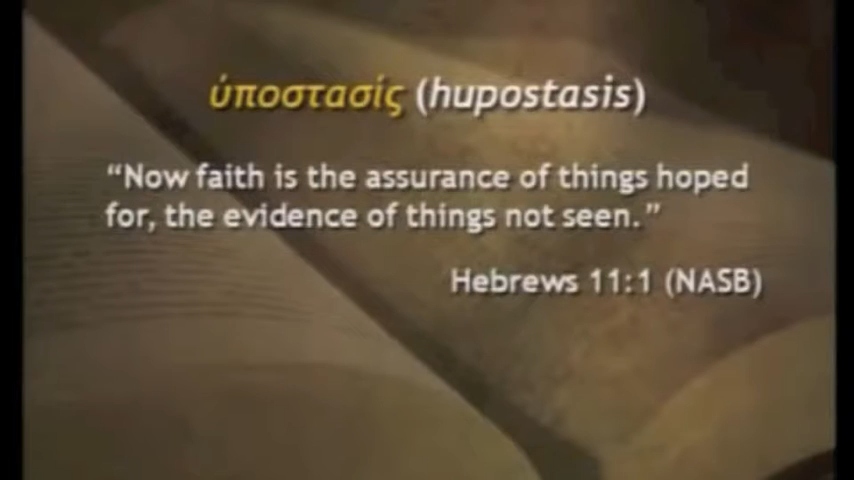 ὑποστασίς (hupostasis)
“Now faith is the assurance of things hoped
for, the evidence of things not seen.”
Hebrews 11:1 (NASB)